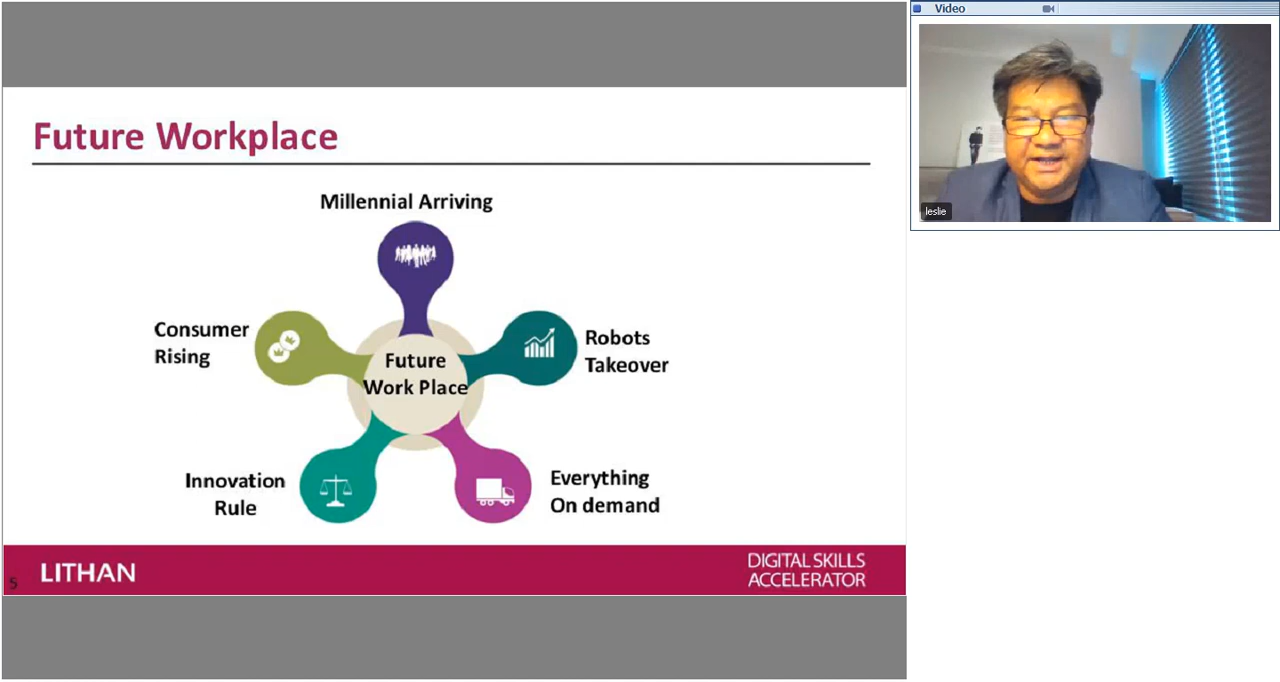 Video
Future Workplace
Millennial Arriving
Consumer
Rising
Robots
Takeover
Future
Work Place
Innovation
Rule
Everything
On demand
5
LITHAN
DIGITAL SKILLS
ACCELERATOR
leslie